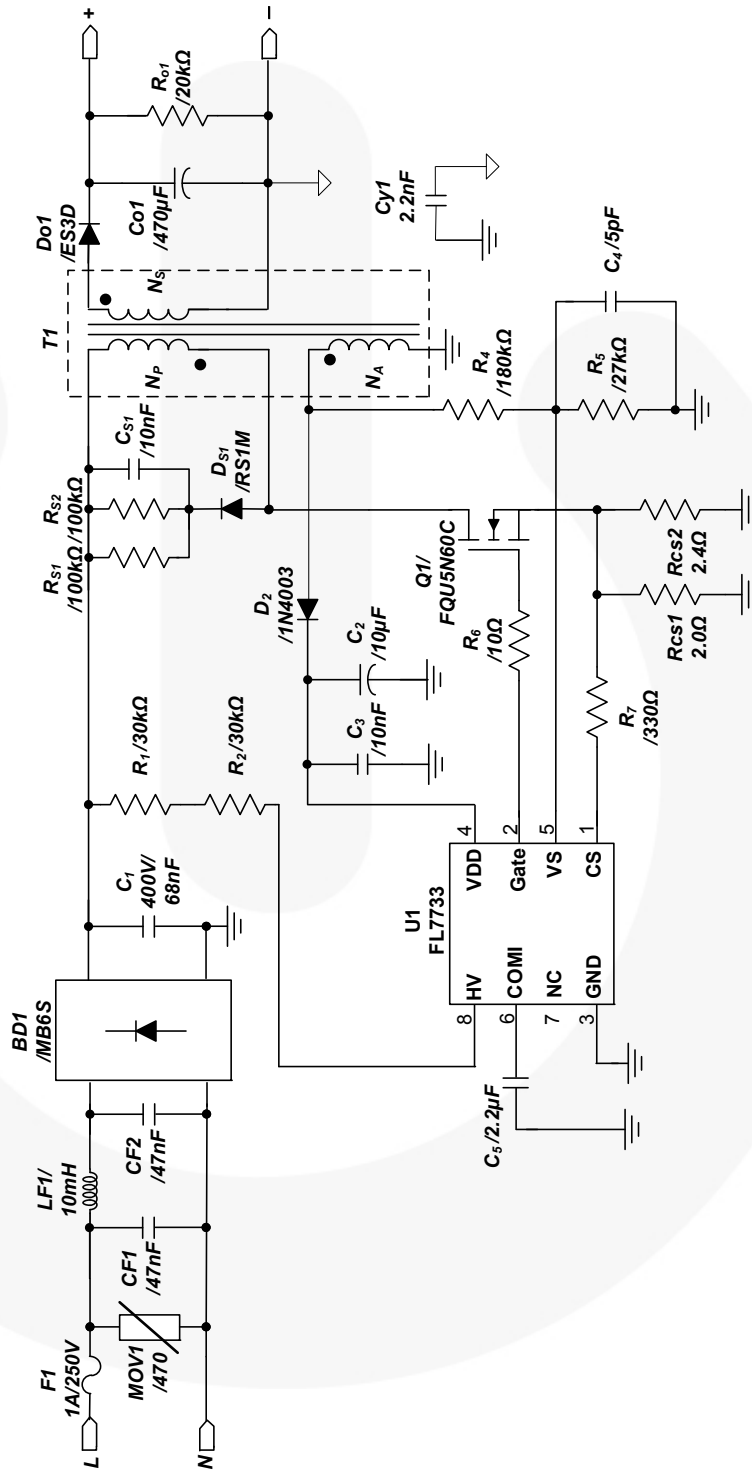 L
N
F1
1A/250V
MOV1
/470
CF1
/47nF
LF1/
10mH
CF2
/47nF
BD1
/MB6S
C1
400V/
68nF
R1/30kΩ
R2/30kΩ
RS1
/100kΩ
RS2
/100kΩ
CS1
/10nF
DS1
/RS1M
T1
NP
NS
NA
Do1
/ES3D
Co1
/470µF
Ro1
/20kΩ
+
−
Cy1
2.2nF
D2
/1N4003
C2
/10µF
C3
/10nF
R4
/180kΩ
R5
/27kΩ
C4/5pF
Q1/
FQU5N60C
R6
/10Ω
R7
/330Ω
Rcs1
2.0Ω
Rcs2
2.4Ω
U1
FL7733
8
HV
6
COMI
7
NC
3
GND
VDD
4
Gate
2
VS
5
CS
1
C5/2.2µF